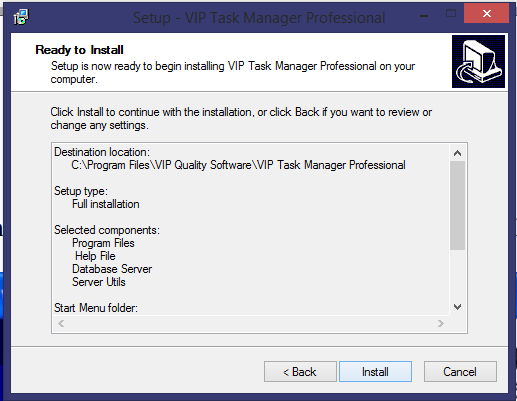 Setup - VIP Task Manager Professional
Ready to Install
Setup is now ready to begin installing VIP Task Manager Professional on your
computer.
Click Install to continue with the installation, or click Back if you want to review or
change any settings.
Destination location:
C:\Program Files\VIP Quality Software\VIP Task Manager Professional
Setup type:
Full installation
Selected components:
Program Files
Help File
Database Server
Server Utils
Start Menu folder:
< Back
Install
Cancel